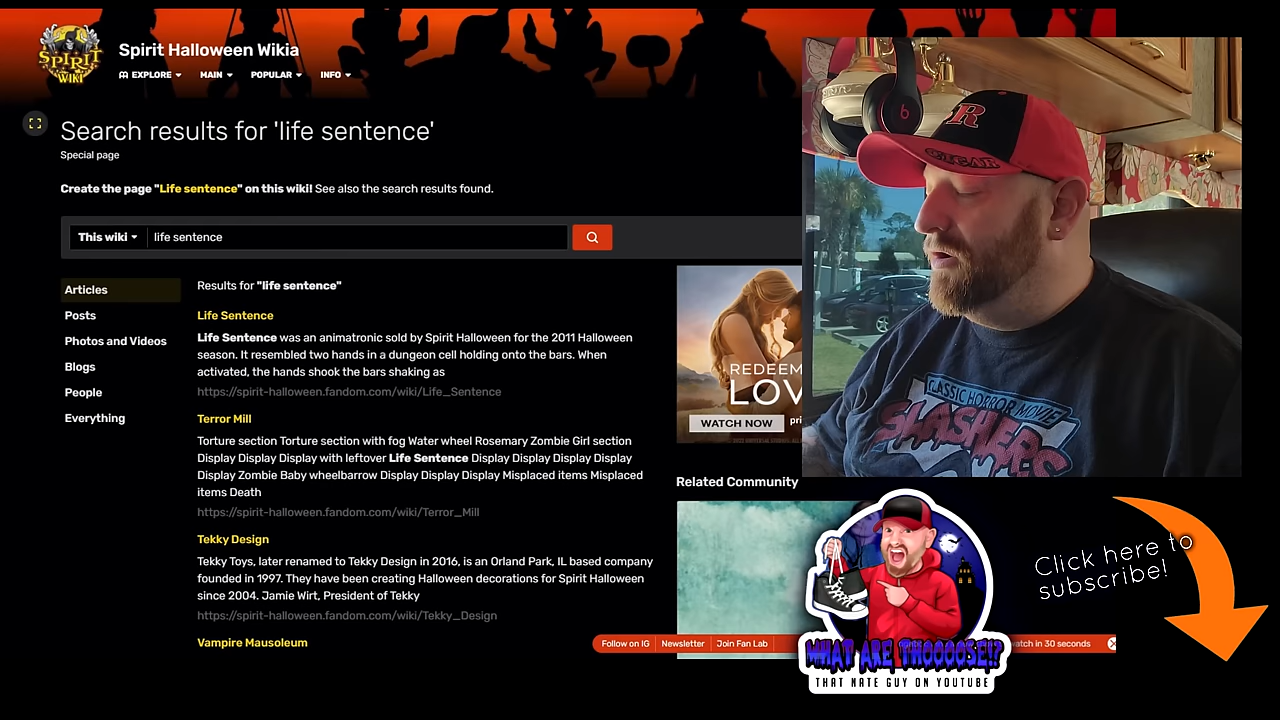 SPIRIT
WIKI
Spirit Halloween Wikia
EXPLORE
MAIN
POPULAR
INFO
Search results for 'life sentence'
Special page
Create the page "Life sentence" on this wiki! See also the search results found.
This wiki
life sentence
Articles
Posts
Photos and Videos
Blogs
People
Everything
Results for "life sentence"
Life Sentence
Life Sentence was an animatronic sold by Spirit Halloween for the 2011 Halloween
season. It resembled two hands in a dungeon cell holding onto the bars. When
activated, the hands shook the bars shaking as
https://spirit-halloween.fandom.com/wiki/Life_Sentence
Terror Mill
Torture section Torture section with fog Water wheel Rosemary Zombie Girl section
Display Display Display with leftover Life Sentence Display Display Display Display
Display Zombie Baby wheelbarrow Display Display Display Misplaced items Misplaced
items Death
https://spirit-halloween.fandom.com/wiki/Terror_Mill
Tekky Design
Tekky Toys, later renamed to Tekky Design in 2016, is an Orland Park, IL based company
founded in 1997. They have been creating Halloween decorations for Spirit Halloween
since 2004. Jamie Wirt, President of Tekky
https://spirit-halloween.fandom.com/wiki/Tekky_Design
Vampire Mausoleum
REDEEM
LOV
WATCH NOW
pri
Related Community
Follow on IG
Newsletter
Join Fan Lab
atch in 30 seconds
b
R
CIGAR
CLASSIC HORROR MOVIE
SLASHERS
WHAT ARE THOOOOSE!?
THAT NATE GUY ON YOUTUBE
Click here to
subscribe!